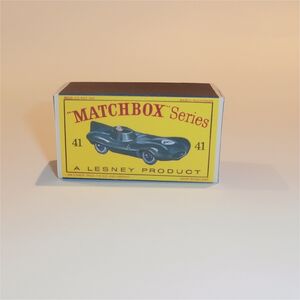 "MATCHBOX" Series
41 41
A LESNEY PRODUCT